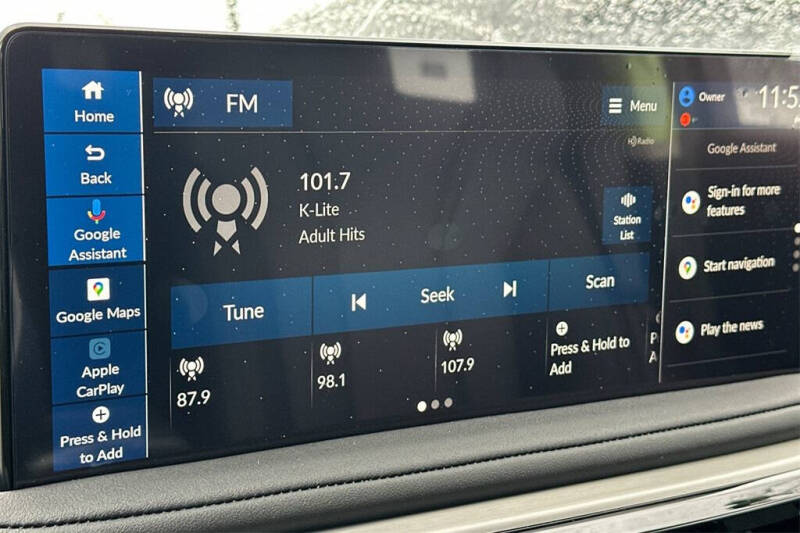 Home
Back
Google
Assistant
Google Maps
Apple
CarPlay
Press & Hold
to Add
FM
Menu
HD Radio
101.7
K-Lite
Adult Hits
Station
List
Tune
Seek
Scan
87.9
98.1
107.9
Press & Hold to
Add
Owner
11:5
Google Assistant
Sign-in for more
features
Start navigation
Play the news